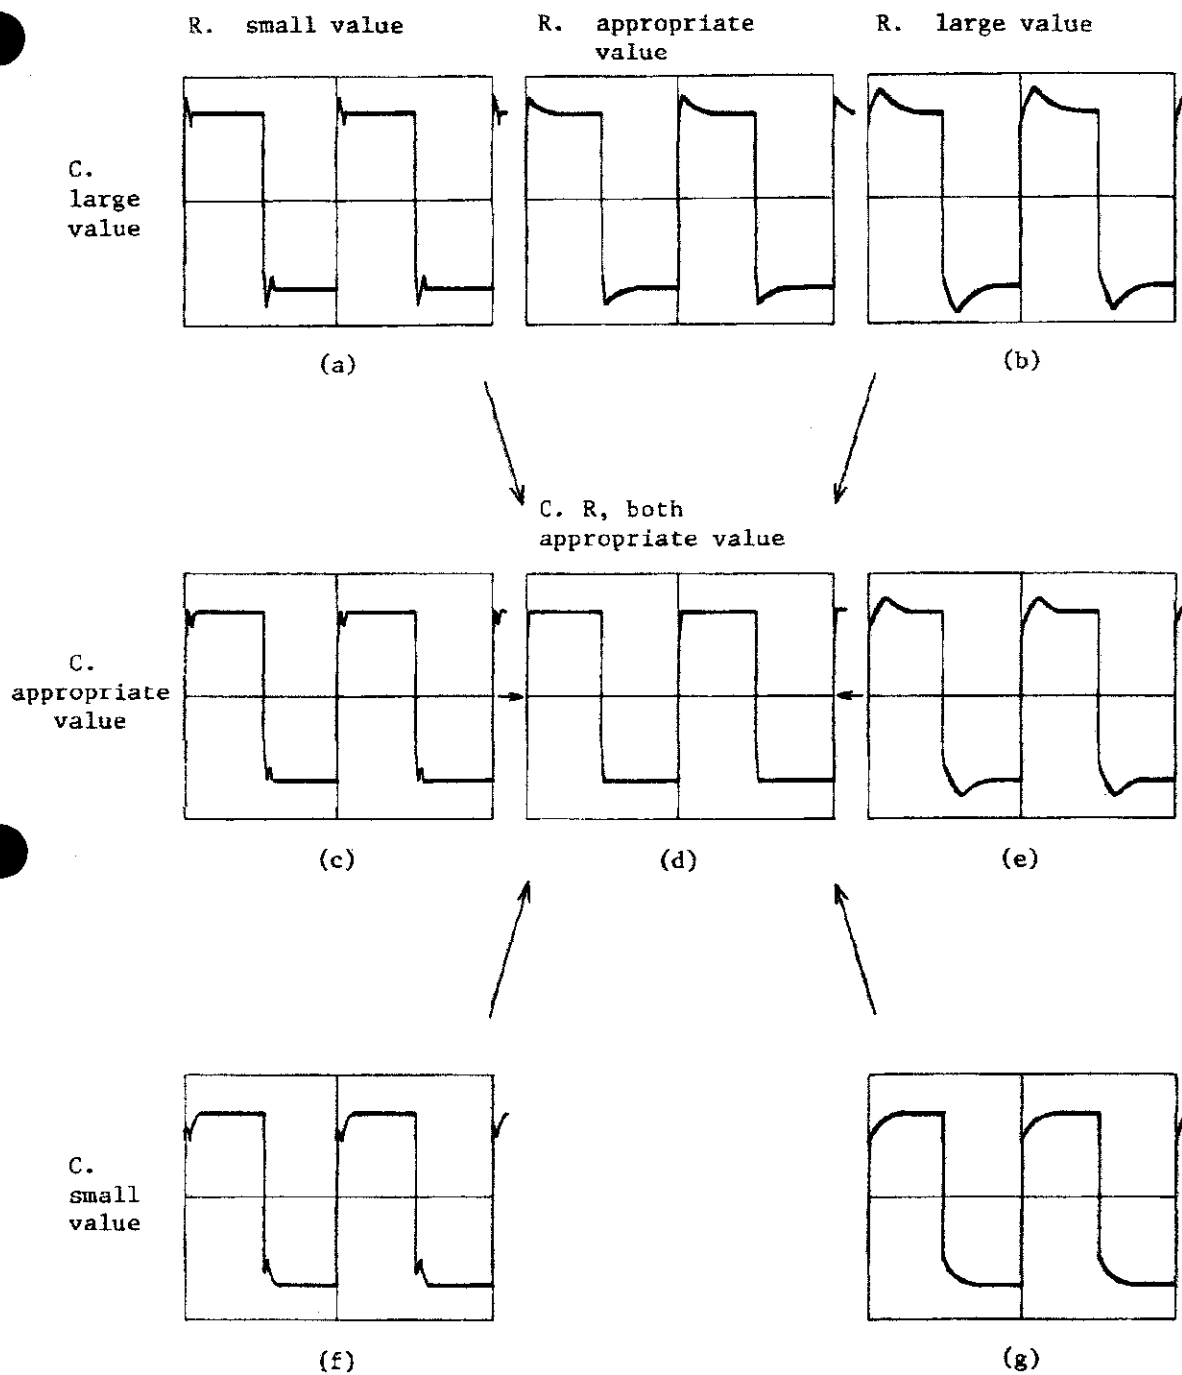 R. small value
R. appropriate
value
R. large value
C.
large
value
(a)
(b)
C. R, both
appropriate value
C.
appropriate
value
(c)
(d)
(e)
C.
small
value
(f)
(g)